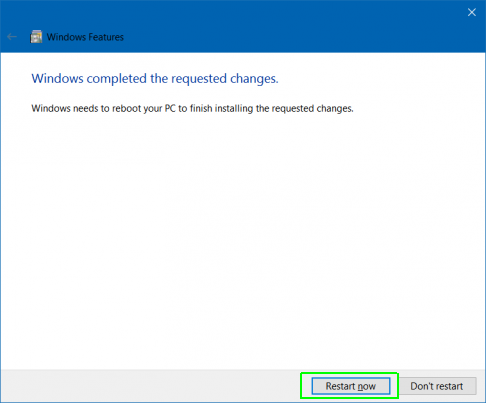 Windows Features
Windows completed the requested changes.
Windows needs to reboot your PC to finish installing the requested changes.
Restart now
Don't restart